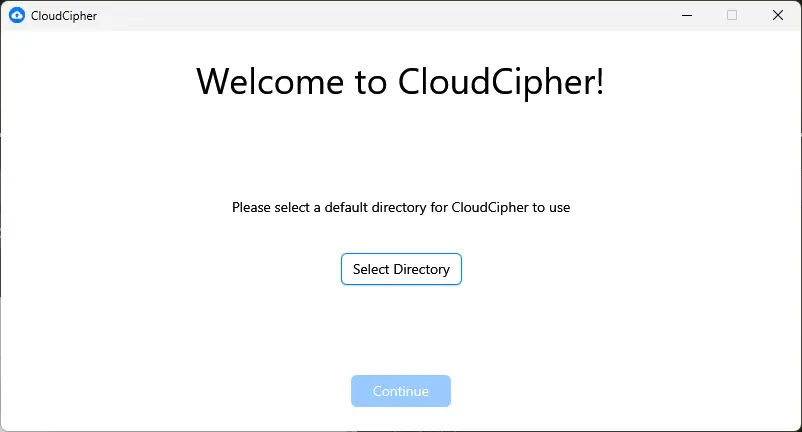 CloudCipher
Welcome to CloudCipher!
Please select a default directory for CloudCipher to use
Select Directory
Continue